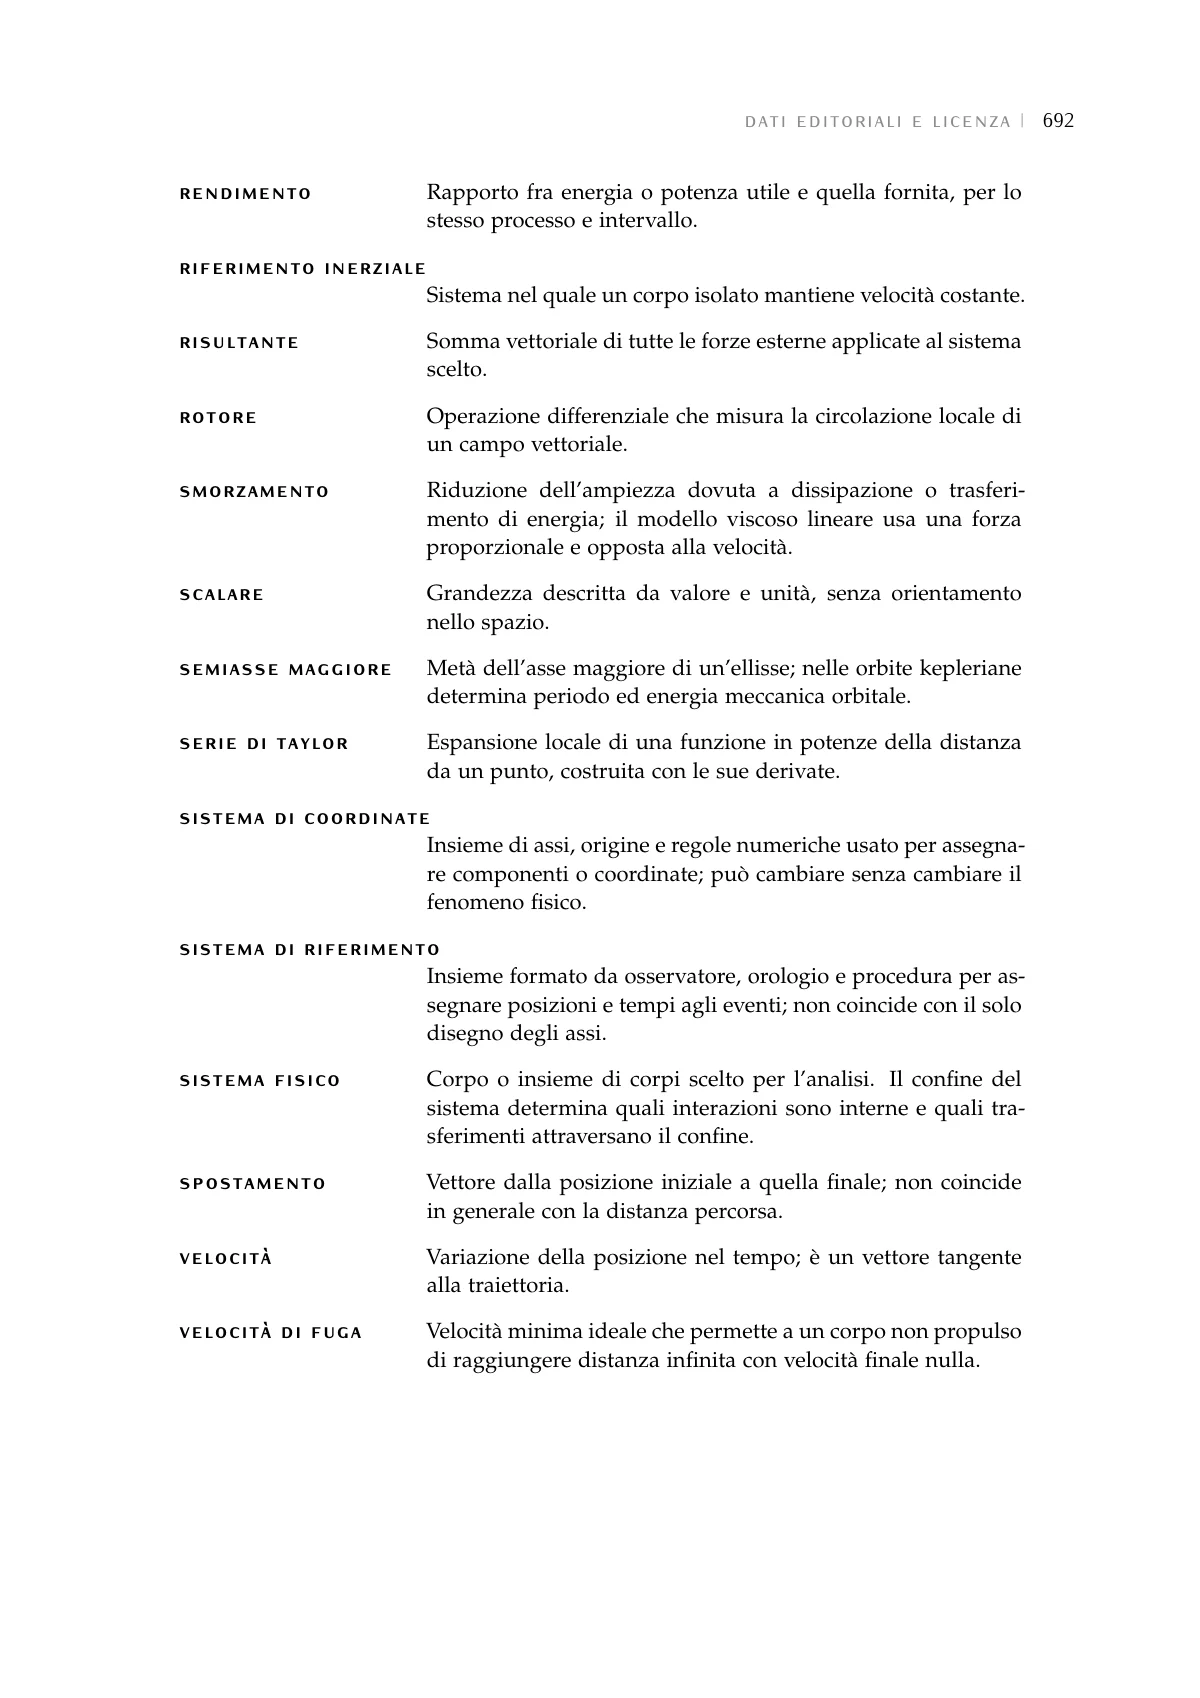 DATI EDITORIALI E LICENZA | 692
RENDIMENTO Rapporto fra energia o potenza utile e quella fornita, per lo
stesso processo e intervallo.
RIFERIMENTO INERZIALE
Sistema nel quale un corpo isolato mantiene velocità costante.
RISULTANTE Somma vettoriale di tutte le forze esterne applicate al sistema
scelto.
ROTORE Operazione differenziale che misura la circolazione locale di
un campo vettoriale.
SMORZAMENTO Riduzione dell’ampiezza dovuta a dissipazione o trasferi-
mento di energia; il modello viscoso lineare usa una forza
proporzionale e opposta alla velocità.
SCALARE Grandezza descritta da valore e unità, senza orientamento
nello spazio.
SEMIASSE MAGGIORE Metà dell’asse maggiore di un’ellisse; nelle orbite kepleriane
determina periodo ed energia meccanica orbitale.
SERIE DI TAYLOR Espansione locale di una funzione in potenze della distanza
da un punto, costruita con le sue derivate.
SISTEMA DI COORDINATE
Insieme di assi, origine e regole numeriche usato per assegna-
re componenti o coordinate; può cambiare senza cambiare il
fenomeno fisico.
SISTEMA DI RIFERIMENTO
Insieme formato da osservatore, orologio e procedura per as-
segnare posizioni e tempi agli eventi; non coincide con il solo
disegno degli assi.
SISTEMA FISICO Corpo o insieme di corpi scelto per l’analisi. Il confine del
sistema determina quali interazioni sono interne e quali tra-
sferimenti attraversano il confine.
SPOSTAMENTO Vettore dalla posizione iniziale a quella finale; non coincide
in generale con la distanza percorsa.
VELOCITÀ Variazione della posizione nel tempo; è un vettore tangente
alla traiettoria.
VELOCITÀ DI FUGA Velocità minima ideale che permette a un corpo non propulso
di raggiungere distanza infinita con velocità finale nulla.